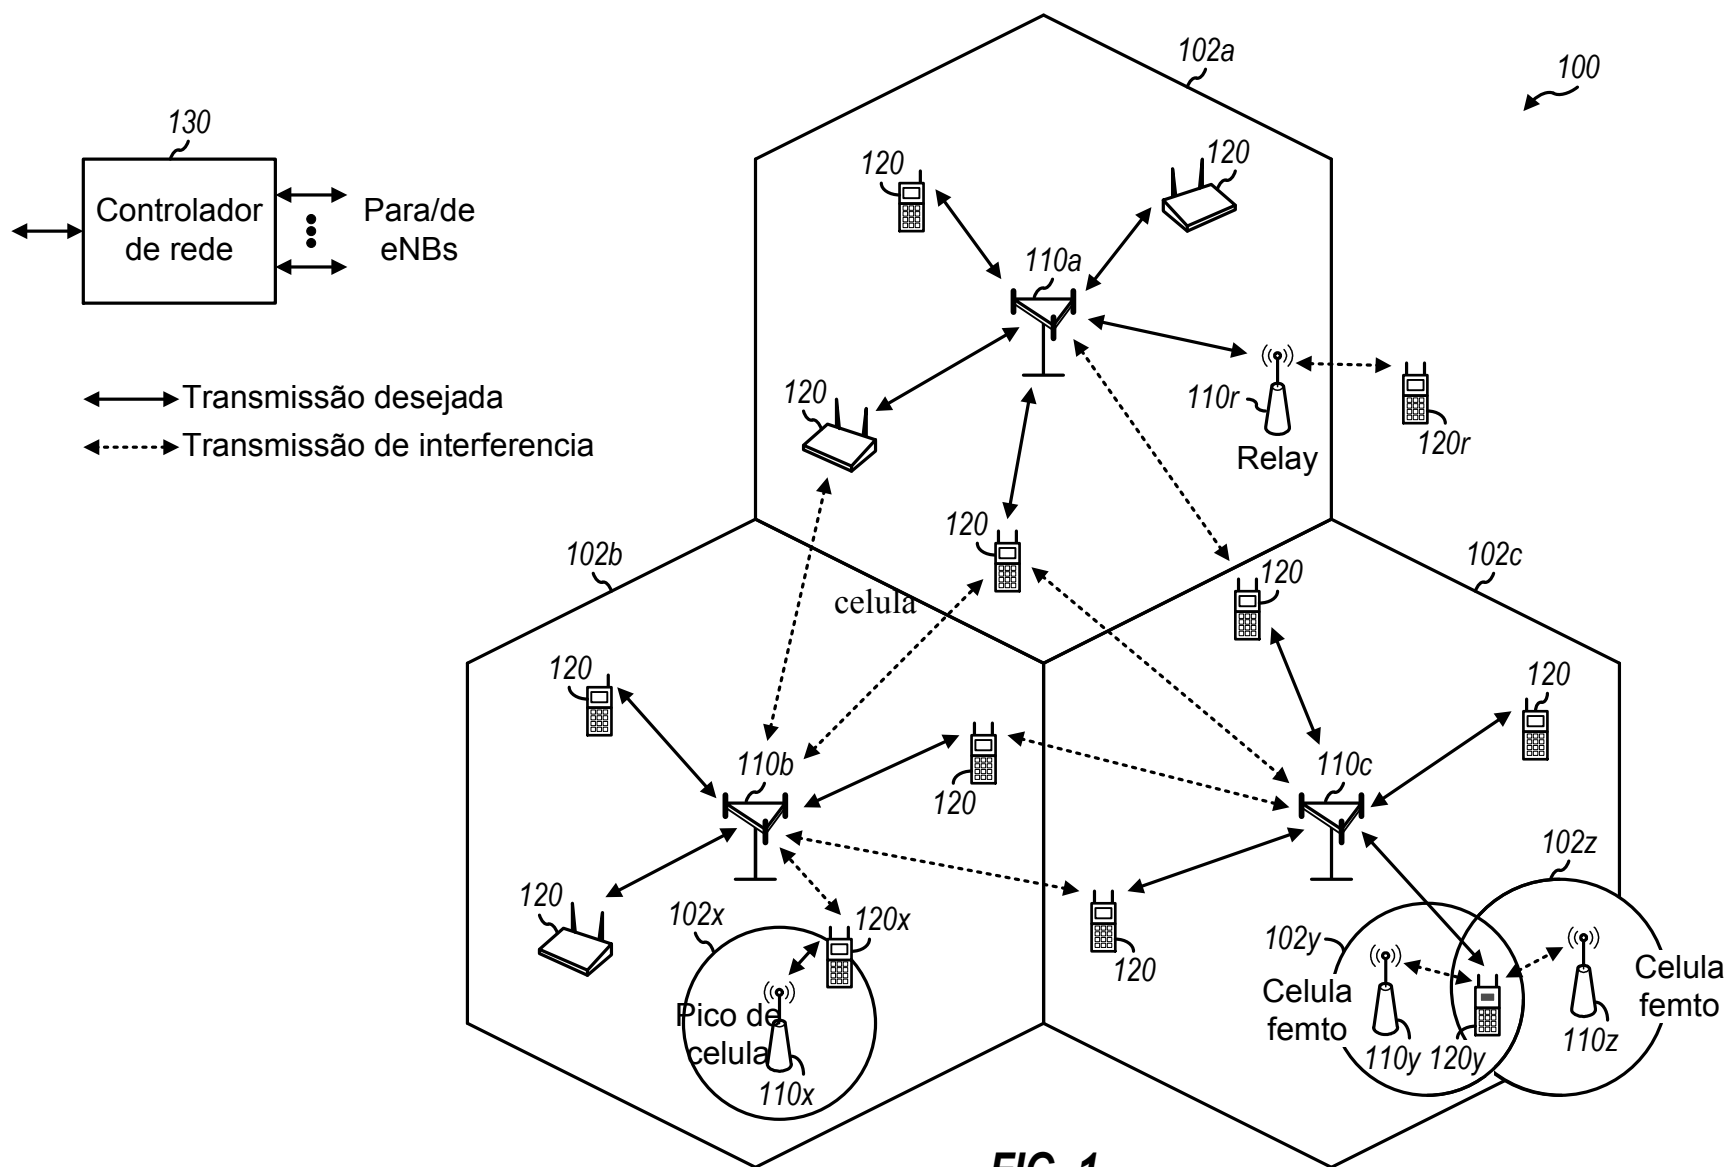 102a
100
130
120
120
Controlador
de rede
Para/de
eNBs
110a
Transmissão desejada
Transmissão de interferencia
120
110r
120r
Relay
102b
120
120
102c
celula
120
120
110b
120
110c
102z
120
102x
120x
120
102y
Celula
femto
Celula
femto
Pico de
celula
110x
110y
120y
110z
FIG. 1